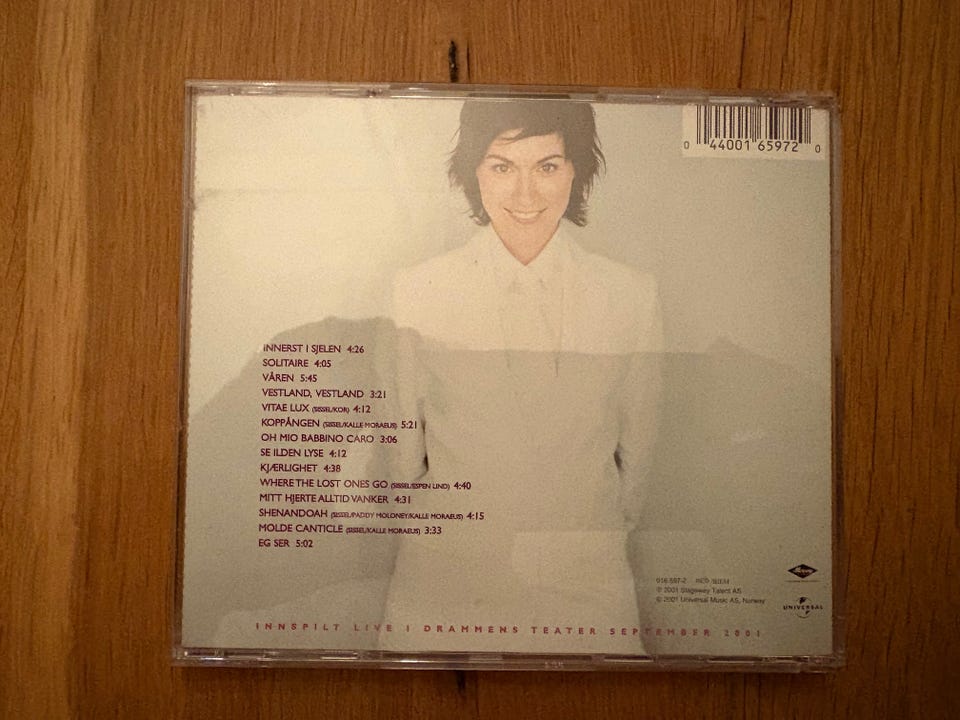 0 44001 65972 0
INNERST I SJELEN 4:26
SOLITAIRE 4:05
VÅREN 5:45
VESTLAND, VESTLAND 3:21
VITAE LUX (SISSEL/KOR) 4:12
KOPPÅNGEN (SISSEL/KALLE MORAEUS) 5:21
OH MIO BABBINO CARO 3:06
SE ILDEN LYSE 4:12
KJÆRLIGHET 4:38
WHERE THE LOST ONES GO (SISSEL/ESPEN LIND) 4:40
MITT HJERTE ALLTID VANKER 4:31
SHENANDOAH (SISSEL/PADDY MOLONEY/KALLE MORAEUS) 4:15
MOLDE CANTICLE (SISSEL/KALLE MORAEUS) 3:33
EG SER 5:02
016 597-2
℗ 2001 Stageway Talent AS
© 2001 Universal Music AS, Norway
UNIVERSAL
INNSPILT LIVE I DRAMMENS TEATER SEPTEMBER 2001